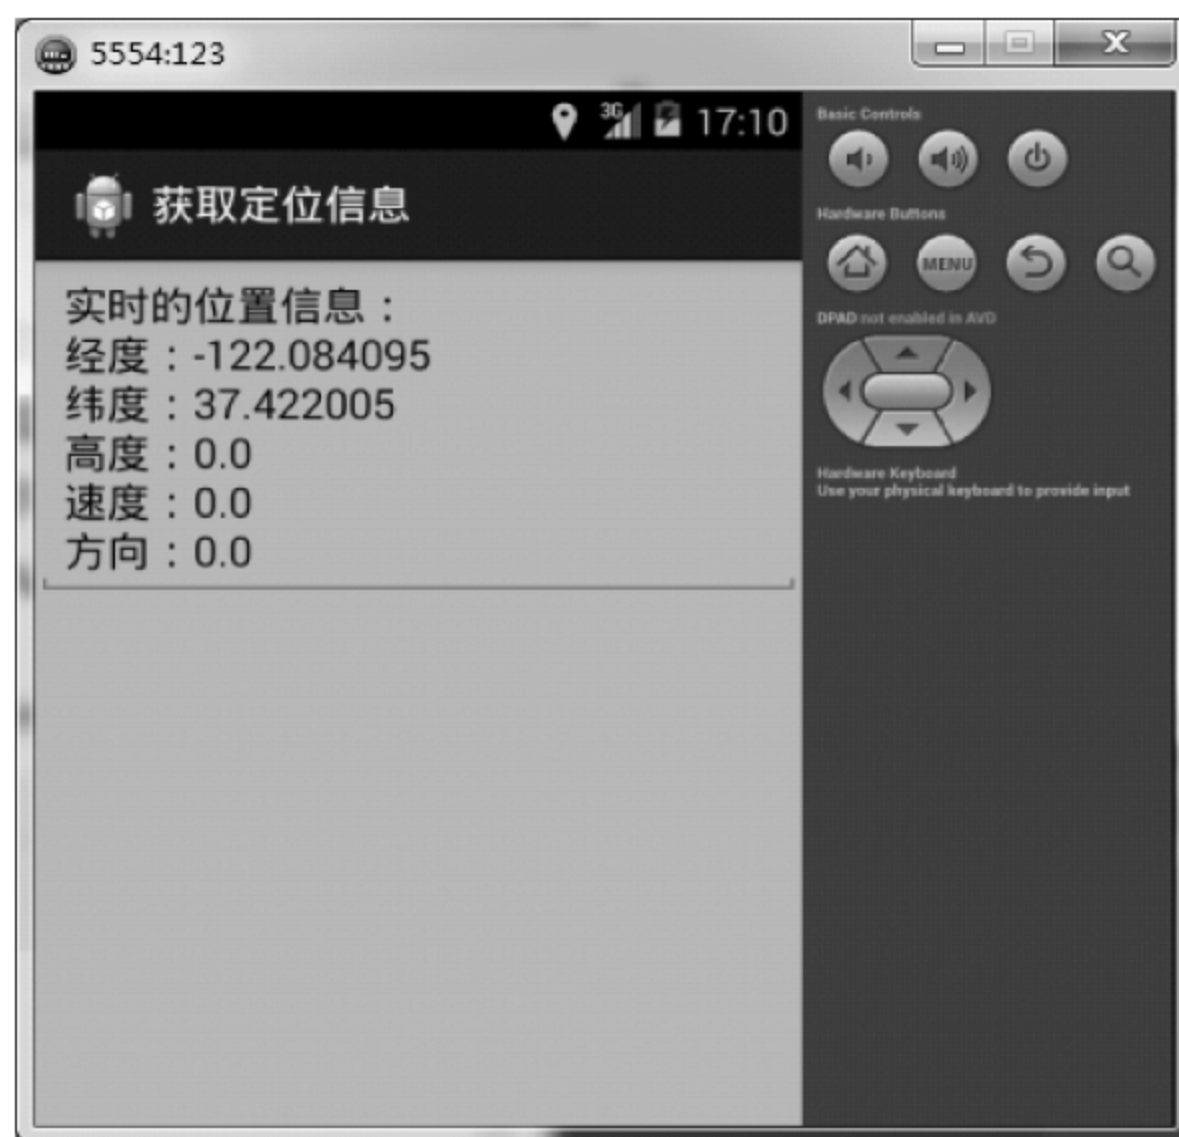 5554:123
3G 17:10
获取定位信息
实时的位置信息：
经度：-122.084095
纬度：37.422005
高度：0.0
速度：0.0
方向：0.0
Basic Controls
Hardware Buttons
MENU
DPAD not enabled in AVD
Hardware Keyboard
Use your physical keyboard to provide input